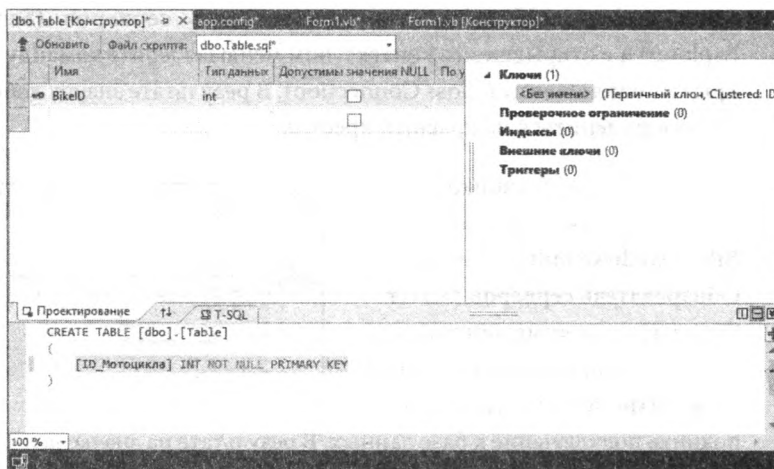 dbo.Table [Конструктор]* app.config* Form1.vb* Form1.vb [Конструктор]*
Обновить Файл скрипта: dbo.Table.sql*
Имя Тип данных Допустимы значения NULL По у
BikeID int
Ключи (1)
<Без имени> (Первичный ключ, Clustered: ID
Проверочное ограничение (0)
Индексы (0)
Внешние ключи (0)
Триггеры (0)
Проектирование T-SQL
CREATE TABLE [dbo].[Table]
(
[ID_Мотоцикла] INT NOT NULL PRIMARY KEY
)
100 %